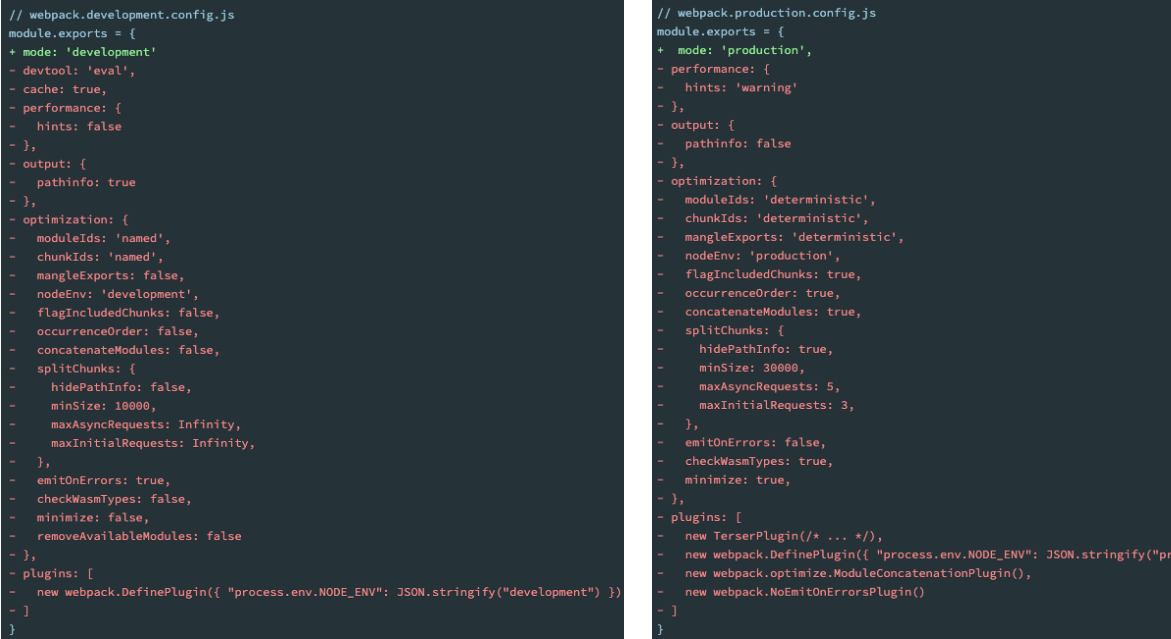 // webpack.development.config.js
module.exports = {
+ mode: 'development'
- devtool: 'eval',
- cache: true,
- performance: {
-   hints: false
- },
- output: {
-   pathinfo: true
- },
- optimization: {
-   moduleIds: 'named',
-   chunkIds: 'named',
-   mangleExports: false,
-   nodeEnv: 'development',
-   flagIncludedChunks: false,
-   occurrenceOrder: false,
-   concatenateModules: false,
-   splitChunks: {
-     hidePathInfo: false,
-     minSize: 10000,
-     maxAsyncRequests: Infinity,
-     maxInitialRequests: Infinity,
-   },
-   emitOnErrors: true,
-   checkWasmTypes: false,
-   minimize: false,
-   removeAvailableModules: false
- },
- plugins: [
-   new webpack.DefinePlugin({ "process.env.NODE_ENV": JSON.stringify("development") })
- ]
}
// webpack.production.config.js
module.exports = {
+  mode: 'production',
- performance: {
-   hints: 'warning'
- },
- output: {
-   pathinfo: false
- },
- optimization: {
-   moduleIds: 'deterministic',
-   chunkIds: 'deterministic',
-   mangleExports: 'deterministic',
-   nodeEnv: 'production',
-   flagIncludedChunks: true,
-   occurrenceOrder: true,
-   concatenateModules: true,
-   splitChunks: {
-     hidePathInfo: true,
-     minSize: 30000,
-     maxAsyncRequests: 5,
-     maxInitialRequests: 3,
-   },
-   emitOnErrors: false,
-   checkWasmTypes: true,
-   minimize: true,
- },
- plugins: [
-   new TerserPlugin(/* ... */),
-   new webpack.DefinePlugin({ "process.env.NODE_ENV": JSON.stringify("pr
-   new webpack.optimize.ModuleConcatenationPlugin(),
-   new webpack.NoEmitOnErrorsPlugin()
- ]
}